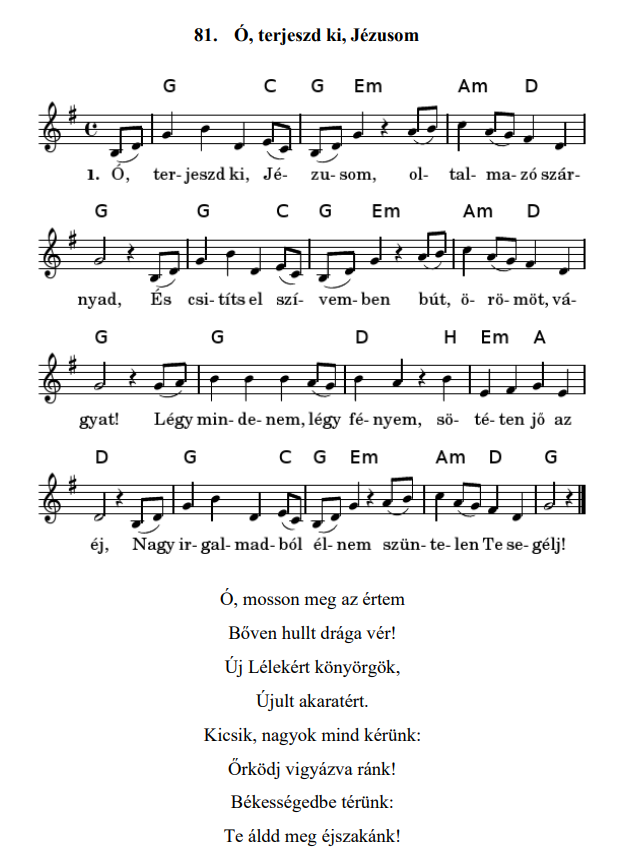 81. Ó, terjeszd ki, Jézusom
G C G Em Am D
1. Ó, ter- jeszd ki, Jé- zu- som, ol- tal- ma- zó szár-
G G C G Em Am D
nyad, És csi- títs el szí- vem- ben bút, ö- rö- möt, vá-
G G D H Em A
gyat! Légy min- de- nem, légy fé- nyem, sö- té- ten jő az
D G C G Em Am D G
éj, Nagy ir- gal- mad- ból él- nem szün- te- len Te se- gélj!
Ó, mosson meg az értem
Bőven hullt drága vér!
Új Lélekért könyörgök,
Újult akaratért.
Kicsik, nagyok mind kérünk:
Őrködj vigyázva ránk!
Békességedbe térünk:
Te áldd meg éjszakánk!